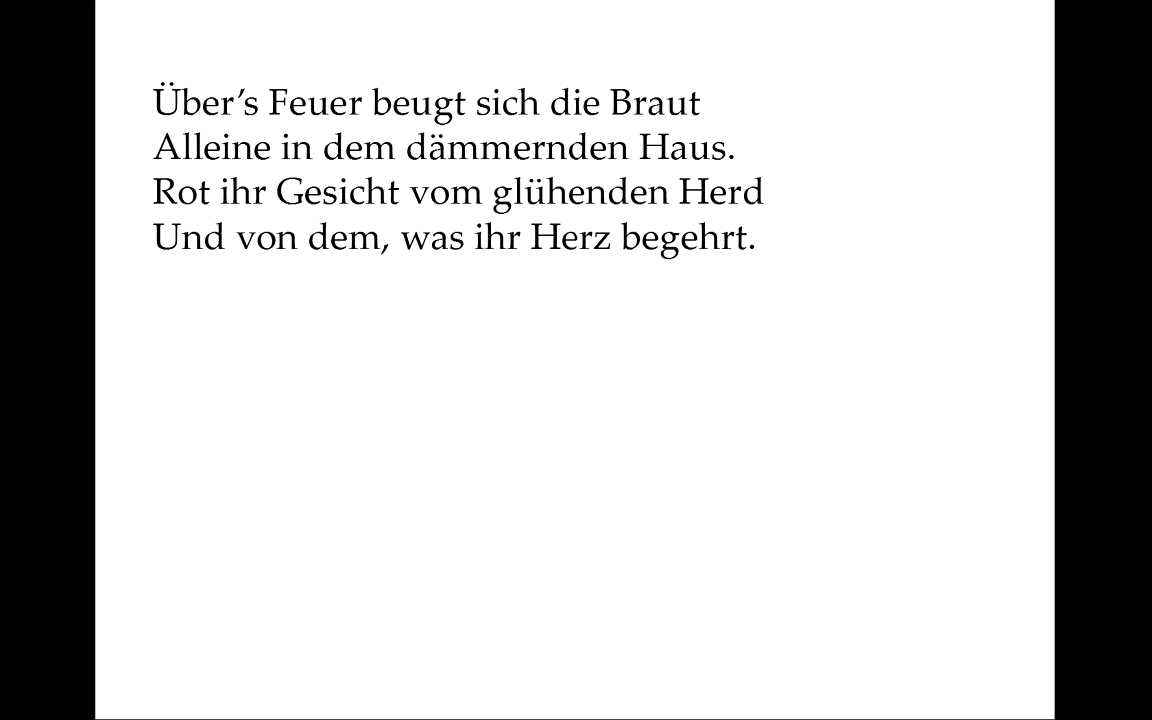 Über’s Feuer beugt sich die Braut
Alleine in dem dämmernden Haus.
Rot ihr Gesicht vom glühenden Herd
Und von dem, was ihr Herz begehrt.